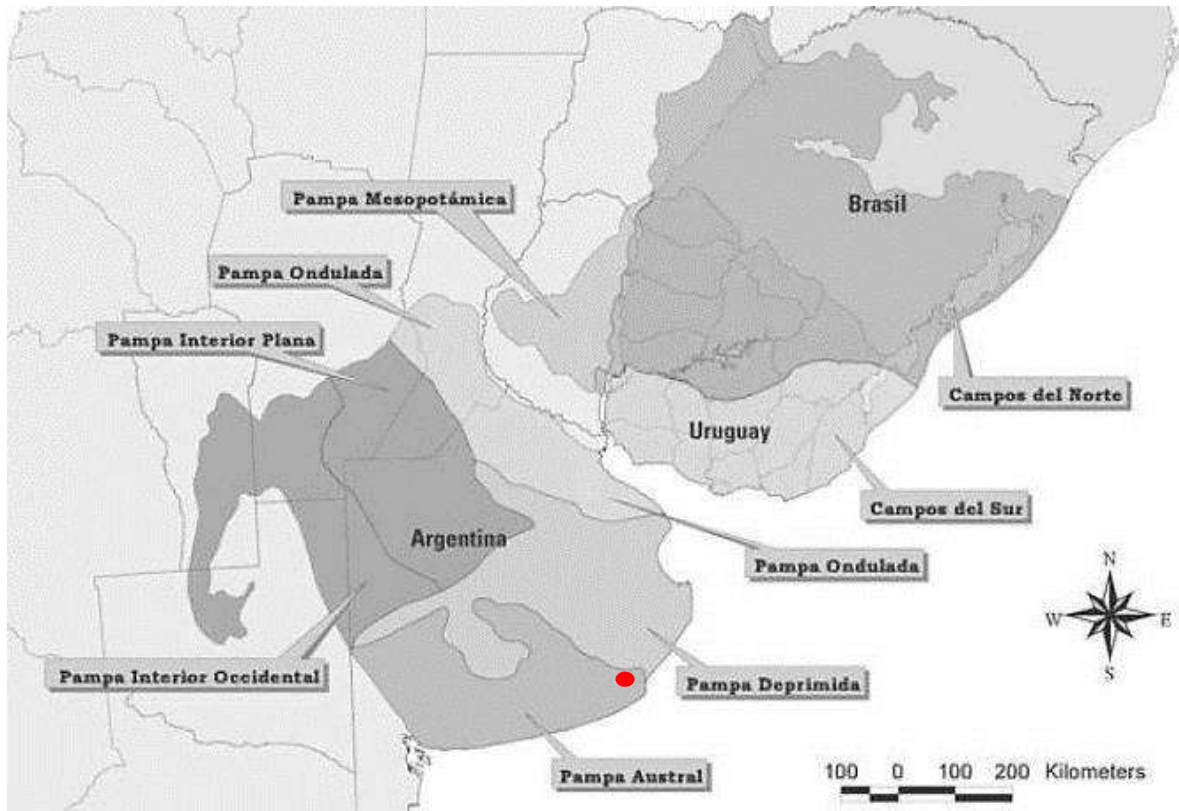 Pampa Mesopotámica
Brasil
Pampa Ondulada
Pampa Interior Plana
Campos del Norte
Uruguay
Campos del Sur
Argentina
Pampa Ondulada
N
W E
S
Pampa Interior Occidental
Pampa Deprimida
Pampa Austral
100 0 100 200 Kilometers